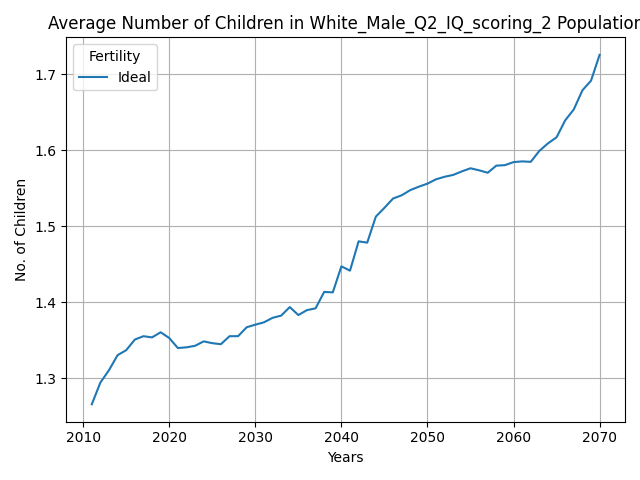 Average Number of Children in White_Male_Q2_IQ_scoring_2 Population
Fertility
Ideal
1.7
1.6
1.5
1.4
1.3
No. of Children
2010 2020 2030 2040 2050 2060 2070
Years